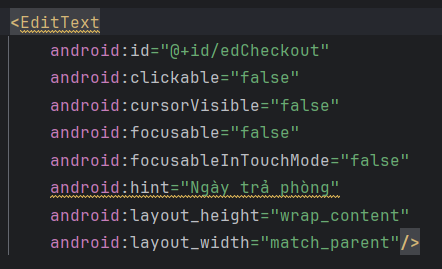 <EditText
android:id="@+id/edCheckout"
android:clickable="false"
android:cursorVisible="false"
android:focusable="false"
android:focusableInTouchMode="false"
android:hint="Ngày trả phòng"
android:layout_height="wrap_content"
android:layout_width="match_parent"/>